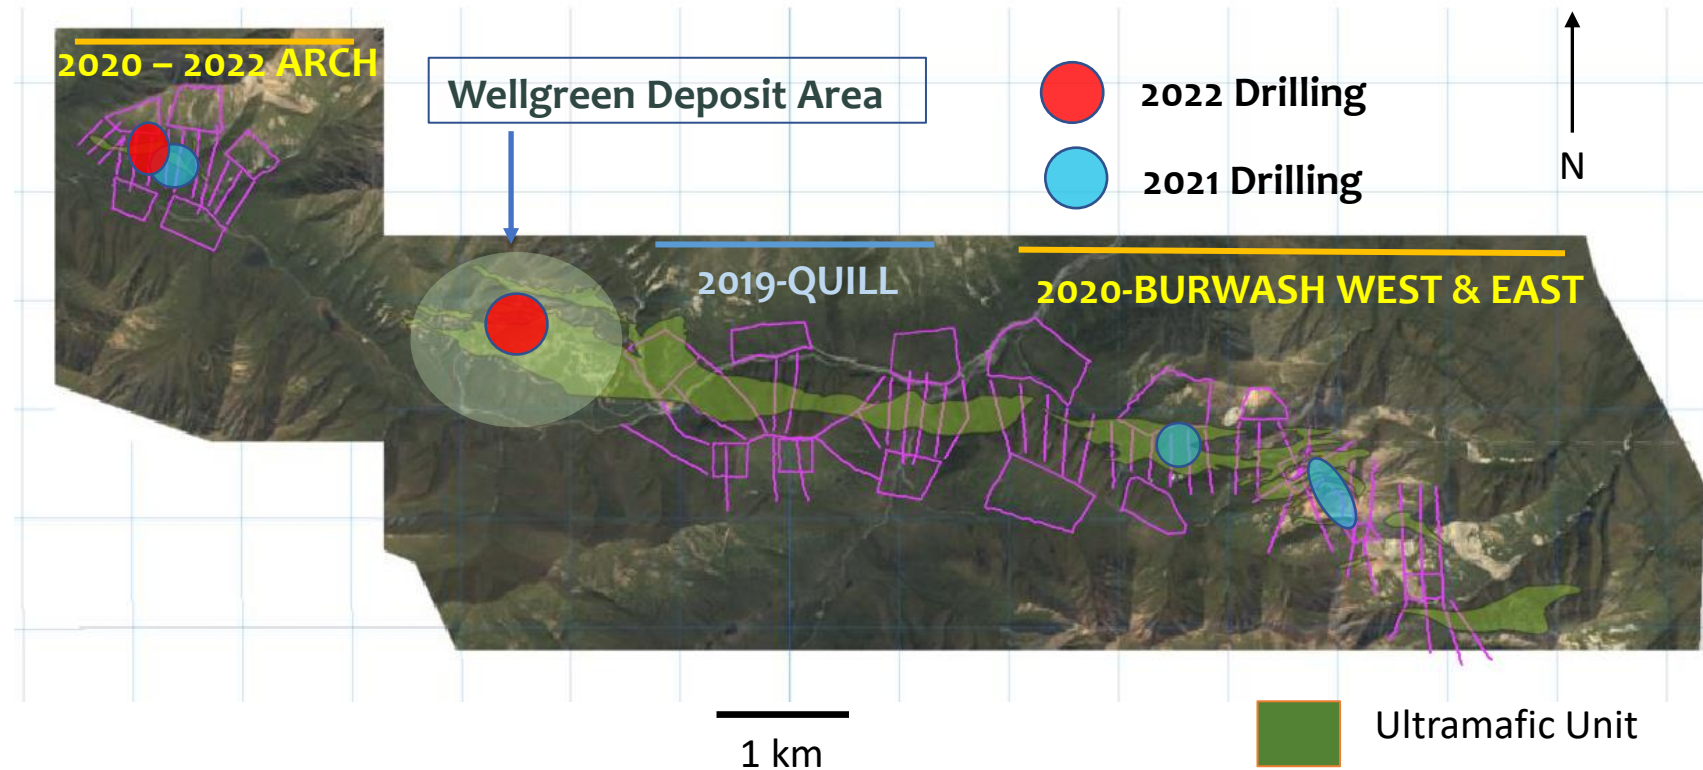 2020 – 2022 ARCH
Wellgreen Deposit Area
2022 Drilling
2021 Drilling
N
2019-QUILL
2020-BURWASH WEST & EAST
1 km
Ultramafic Unit